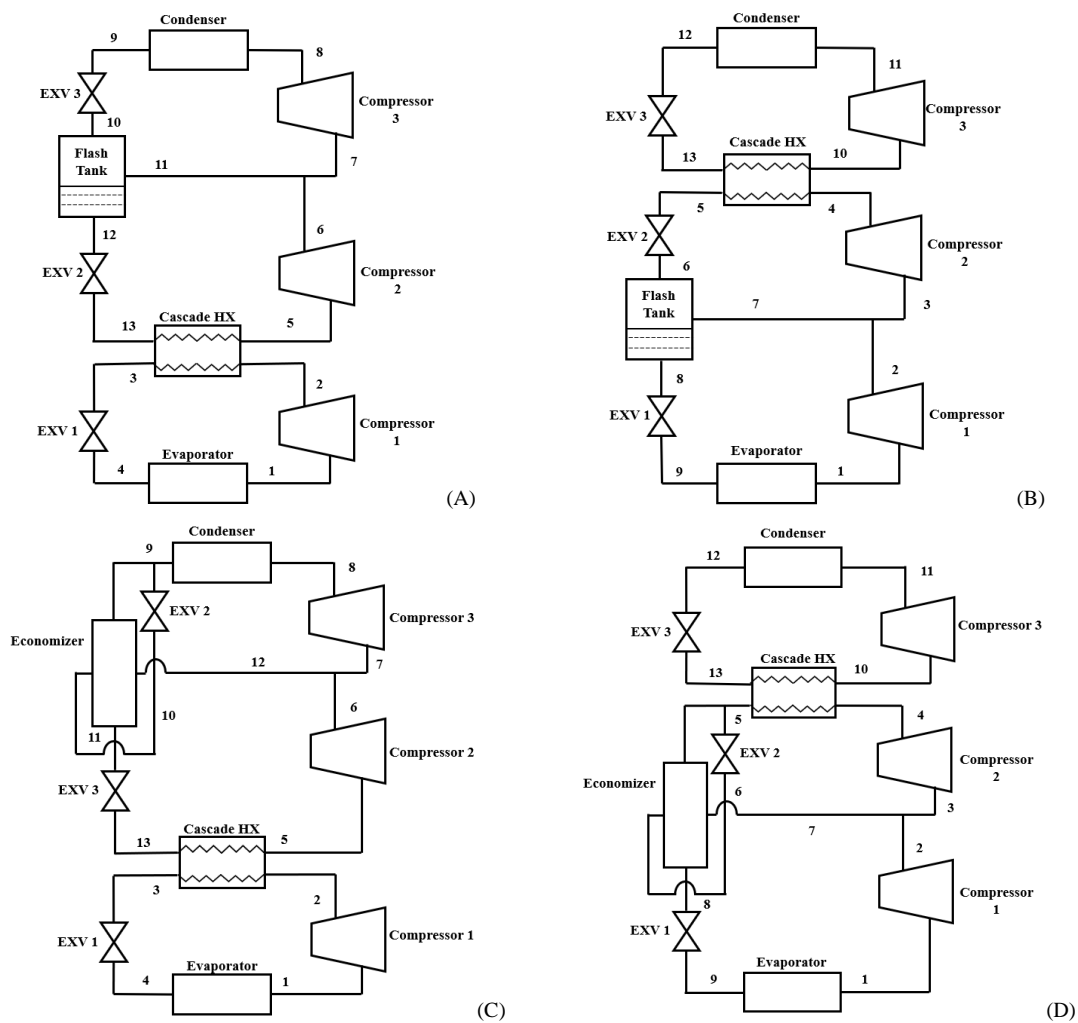 Condenser
9
8
EXV 3
Compressor
3
10
Flash
Tank
11
7
12
6
EXV 2
Compressor
2
13
Cascade HX
5
3
2
EXV 1
Compressor
1
Evaporator
4
1
(A)
Condenser
12
11
EXV 3
Compressor
3
Cascade HX
13
10
5
4
EXV 2
Compressor
2
6
Flash
Tank
7
3
8
2
EXV 1
Compressor
1
Evaporator
9
1
(B)
Condenser
9
8
EXV 2
Compressor 3
Economizer
12
7
10
6
11
Compressor 2
EXV 3
Cascade HX
13
5
3
2
EXV 1
Compressor 1
Evaporator
4
1
(C)
Condenser
12
11
EXV 3
Compressor 3
Cascade HX
13
10
5
4
EXV 2
Compressor
2
Economizer
6
3
7
2
8
EXV 1
Compressor
1
Evaporator
9
1
(D)